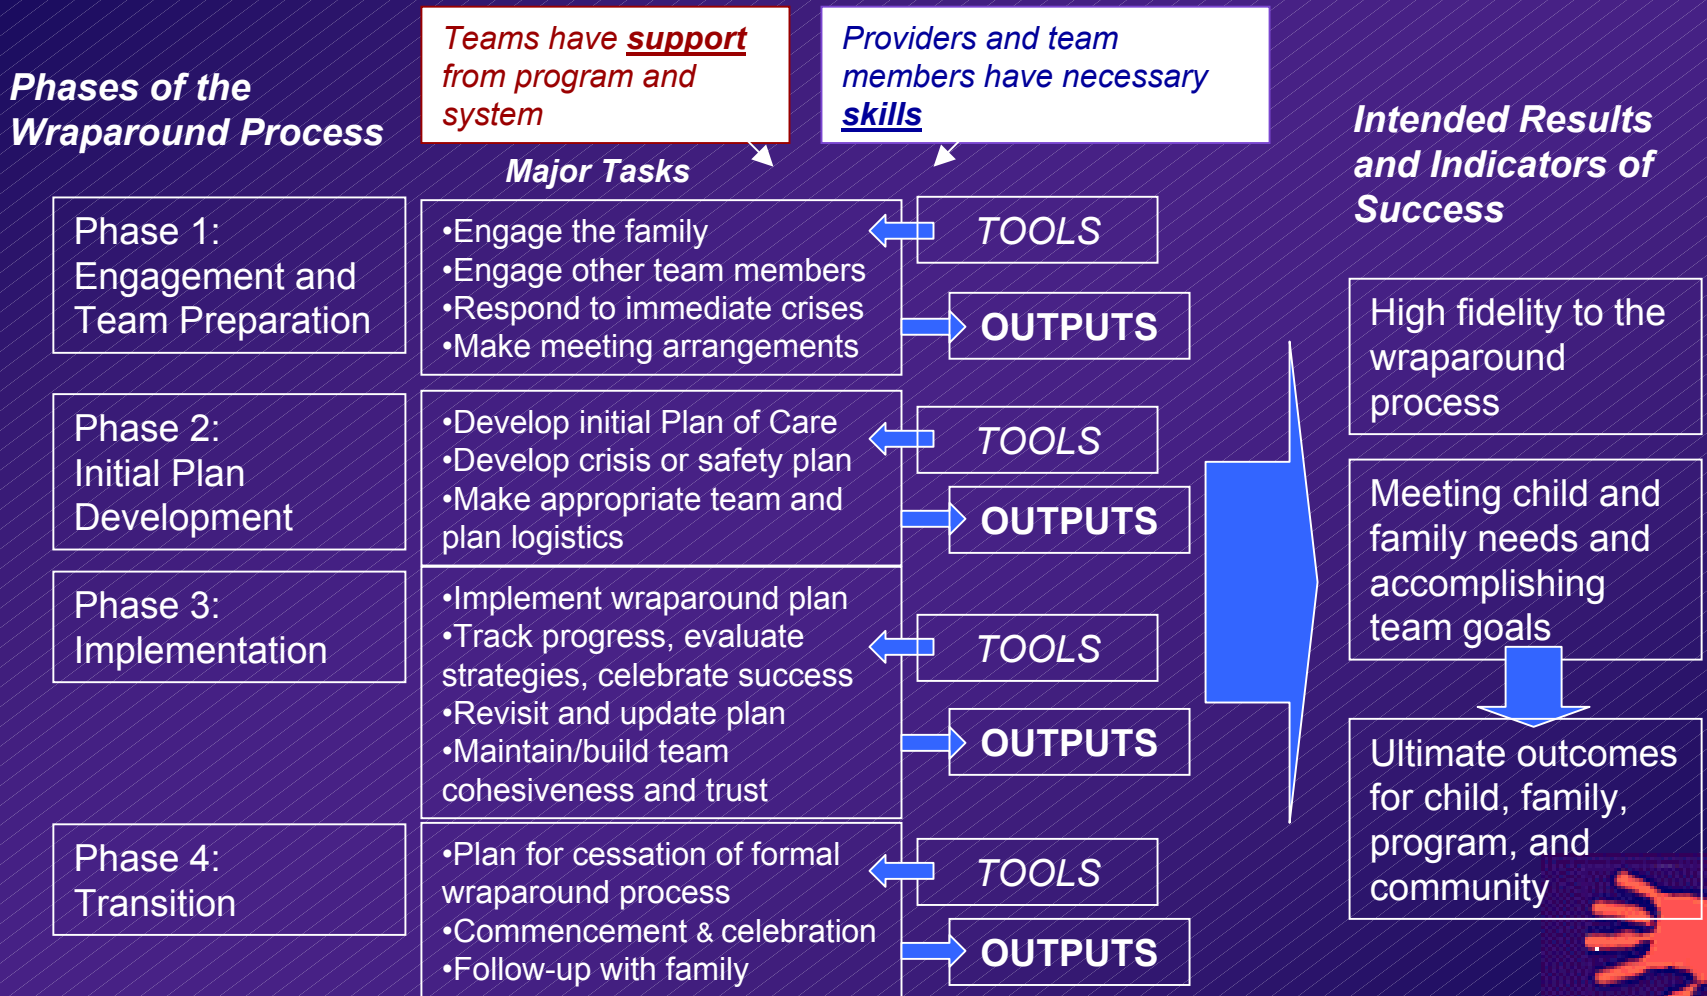 Teams have support
from program and
system
Providers and team
members have necessary
skills
Phases of the
Wraparound Process
Major Tasks
Intended Results
and Indicators of
Success
Phase 1:
Engagement and
Team Preparation
•Engage the family
•Engage other team members
•Respond to immediate crises
•Make meeting arrangements
TOOLS
OUTPUTS
Phase 2:
Initial Plan
Development
•Develop initial Plan of Care
•Develop crisis or safety plan
•Make appropriate team and
plan logistics
TOOLS
OUTPUTS
Phase 3:
Implementation
•Implement wraparound plan
•Track progress, evaluate
strategies, celebrate success
•Revisit and update plan
•Maintain/build team
cohesiveness and trust
TOOLS
OUTPUTS
Phase 4:
Transition
•Plan for cessation of formal
wraparound process
•Commencement & celebration
•Follow-up with family
TOOLS
OUTPUTS
High fidelity to the
wraparound
process
Meeting child and
family needs and
accomplishing
team goals
Ultimate outcomes
for child, family,
program, and
community